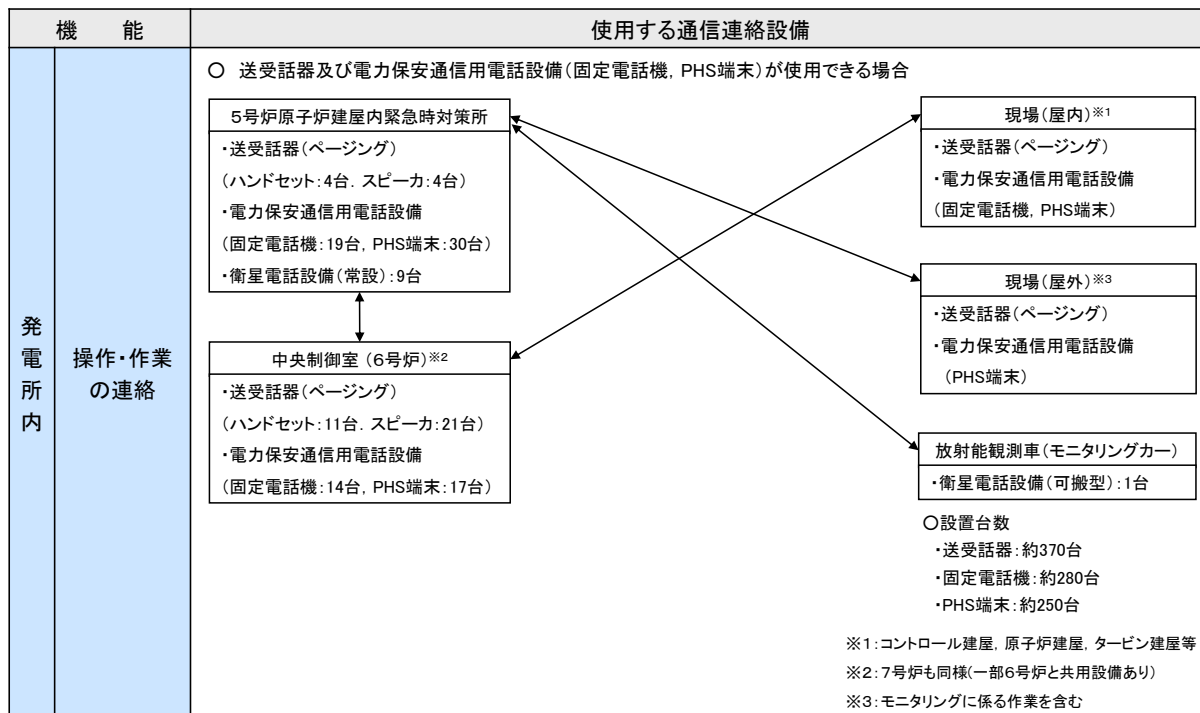 機　能
使用する通信連絡設備
発電所内
操作・作業
の連絡
○　送受話器及び電力保安通信用電話設備(固定電話機, PHS端末)が使用できる場合
5号炉原子炉建屋内緊急時対策所
・送受話器(ページング)
(ハンドセット:4台. スピーカ:4台)
・電力保安通信用電話設備
(固定電話機:19台, PHS端末:30台)
・衛星電話設備(常設):9台
中央制御室 (6号炉)※2
・送受話器(ページング)
(ハンドセット:11台. スピーカ:21台)
・電力保安通信用電話設備
(固定電話機:14台, PHS端末:17台)
現場(屋内)※1
・送受話器(ページング)
・電力保安通信用電話設備
(固定電話機, PHS端末)
現場(屋外)※3
・送受話器(ページング)
・電力保安通信用電話設備
(PHS端末)
放射能観測車(モニタリングカー)
・衛星電話設備(可搬型):1台
○設置台数
・送受話器:約370台
・固定電話機:約280台
・PHS端末:約250台
※1:コントロール建屋, 原子炉建屋, タービン建屋等
※2:7号炉も同様(一部6号炉と共用設備あり)
※3:モニタリングに係る作業を含む